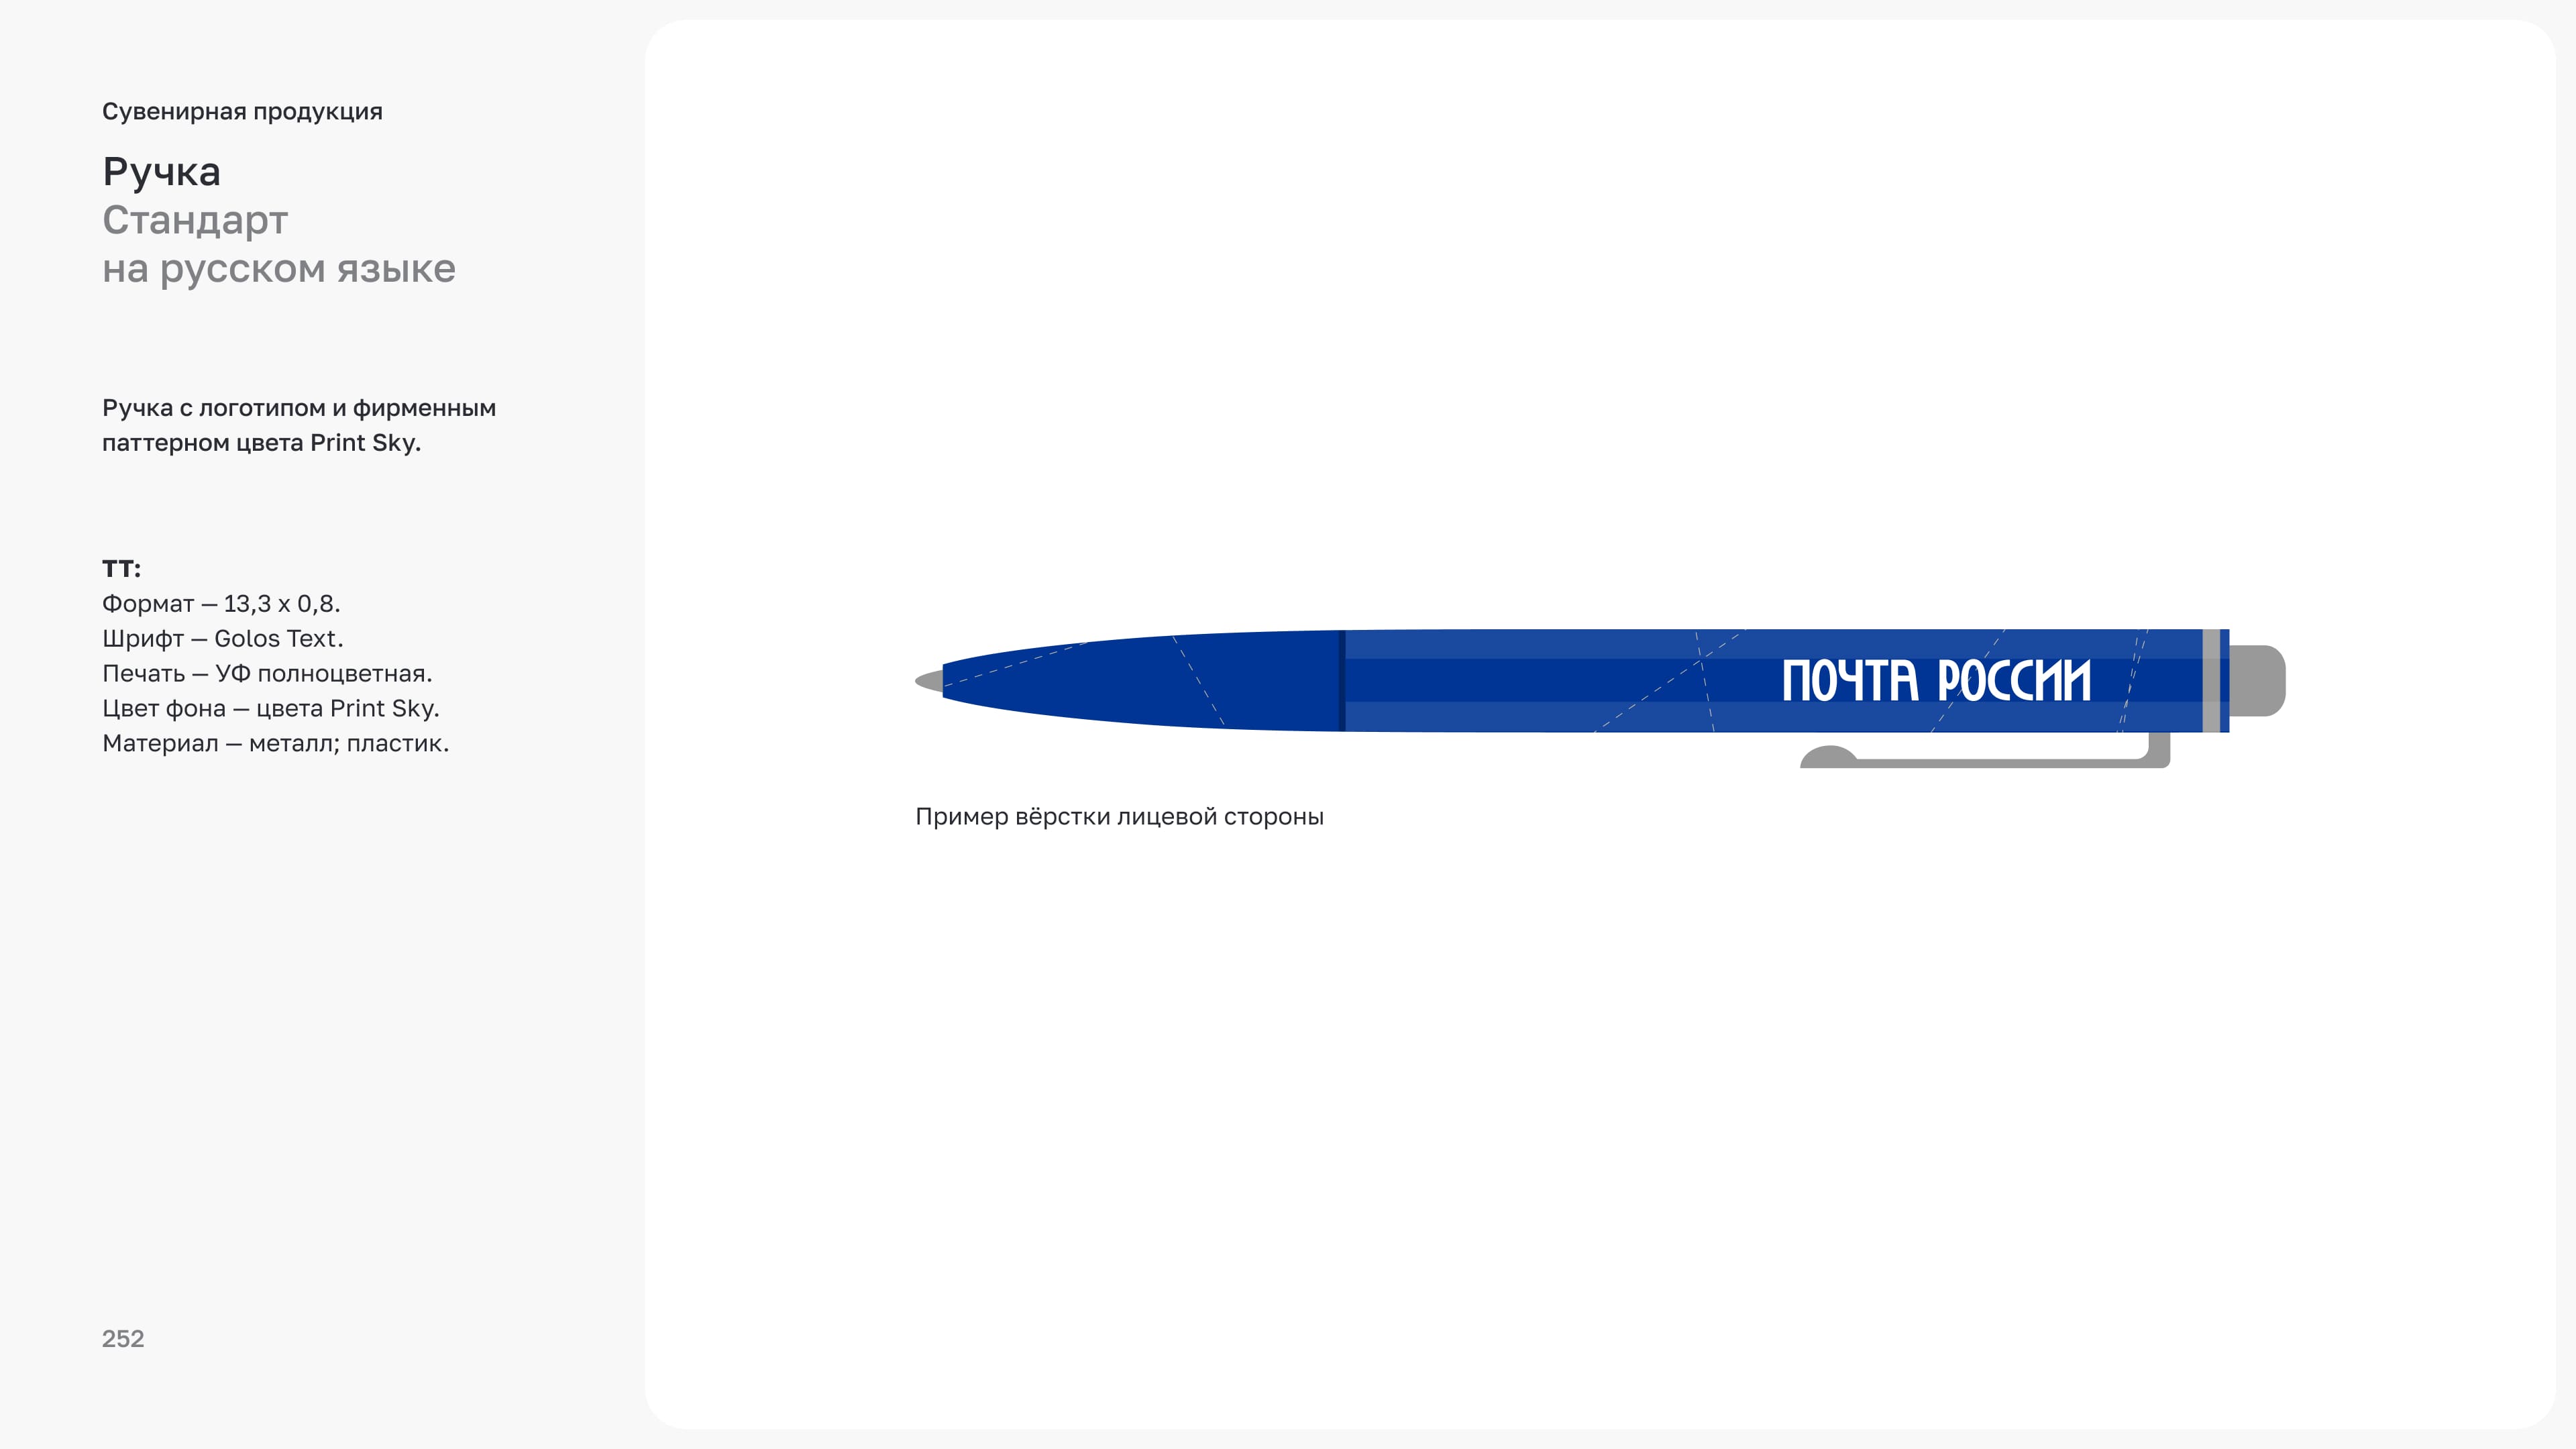 Сувенирная продукция
Ручка
Стандарт
на русском языке
Ручка с логотипом и фирменным
паттерном цвета Print Sky.
ТТ:
Формат — 13,3 х 0,8.
Шрифт — Golos Text.
Печать — УФ полноцветная.
Цвет фона — цвета Print Sky.
Материал — металл; пластик.
ПОЧТА РОССИИ
Пример вёрстки лицевой стороны
252